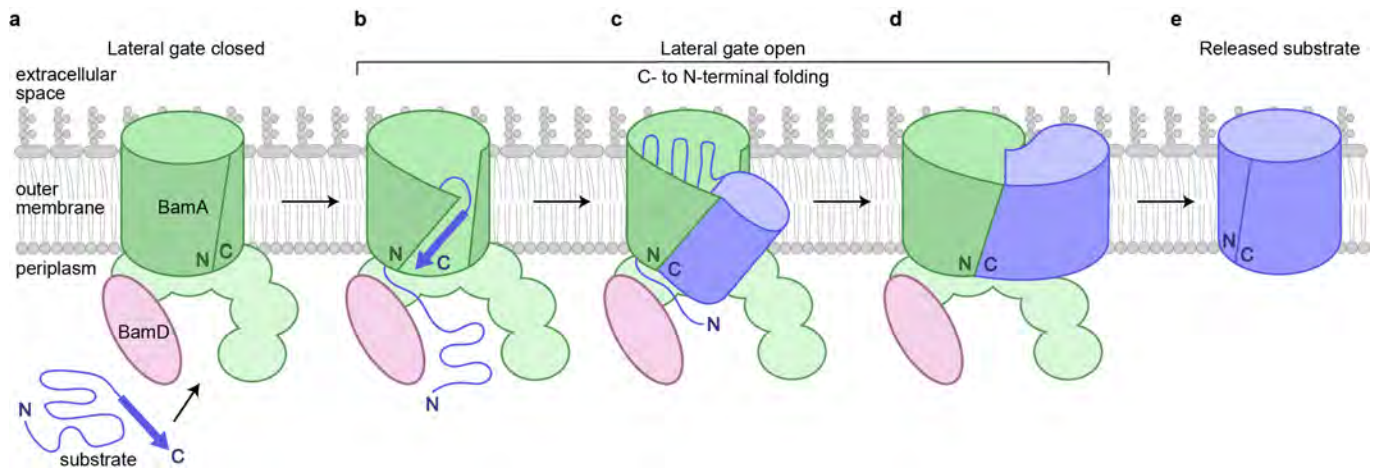 a
b
c
d
e
Lateral gate closed
Lateral gate open
Released substrate
C- to N-terminal folding
extracellular
space
outer
membrane
periplasm
BamA
N
C
BamD
N
substrate
C
N
C
N
N
C
N
N
C
N
C